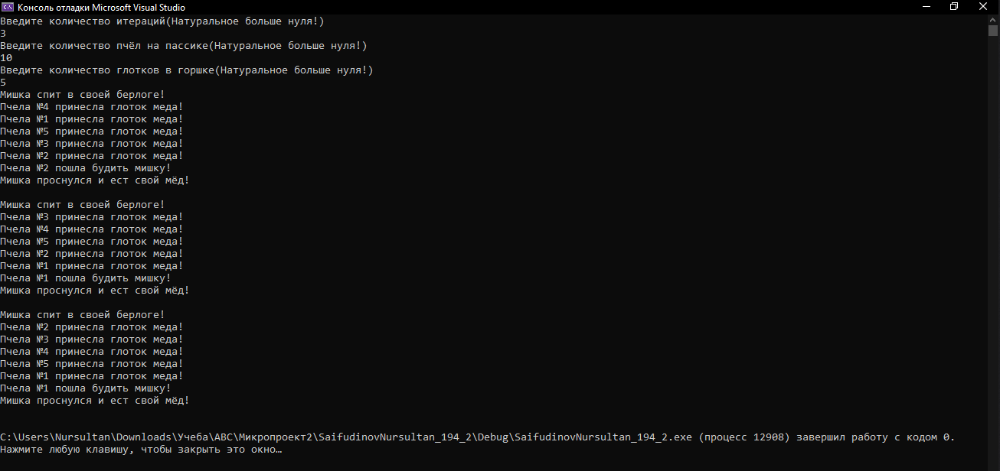 Консоль отладки Microsoft Visual Studio
Введите количество итераций(Натуральное больше нуля!)
3
Введите количество пчёл на пассике(Натуральное больше нуля!)
10
Введите количество глотков в горшке(Натуральное больше нуля!)
5
Мишка спит в своей берлоге!
Пчела №4 принесла глоток меда!
Пчела №1 принесла глоток меда!
Пчела №5 принесла глоток меда!
Пчела №3 принесла глоток меда!
Пчела №2 принесла глоток меда!
Пчела №2 пошла будить мишку!
Мишка проснулся и ест свой мёд!
Мишка спит в своей берлоге!
Пчела №3 принесла глоток меда!
Пчела №4 принесла глоток меда!
Пчела №5 принесла глоток меда!
Пчела №2 принесла глоток меда!
Пчела №1 принесла глоток меда!
Пчела №1 пошла будить мишку!
Мишка проснулся и ест свой мёд!
Мишка спит в своей берлоге!
Пчела №2 принесла глоток меда!
Пчела №3 принесла глоток меда!
Пчела №4 принесла глоток меда!
Пчела №5 принесла глоток меда!
Пчела №1 принесла глоток меда!
Пчела №1 пошла будить мишку!
Мишка проснулся и ест свой мёд!
C:\Users\Nursultan\Downloads\Учеба\АВС\Микропроект2\SaifudinovNursultan_194_2\Debug\SaifudinovNursultan_194_2.exe (процесс 12908) завершил работу с кодом 0.
Нажмите любую клавишу, чтобы закрыть это окно…